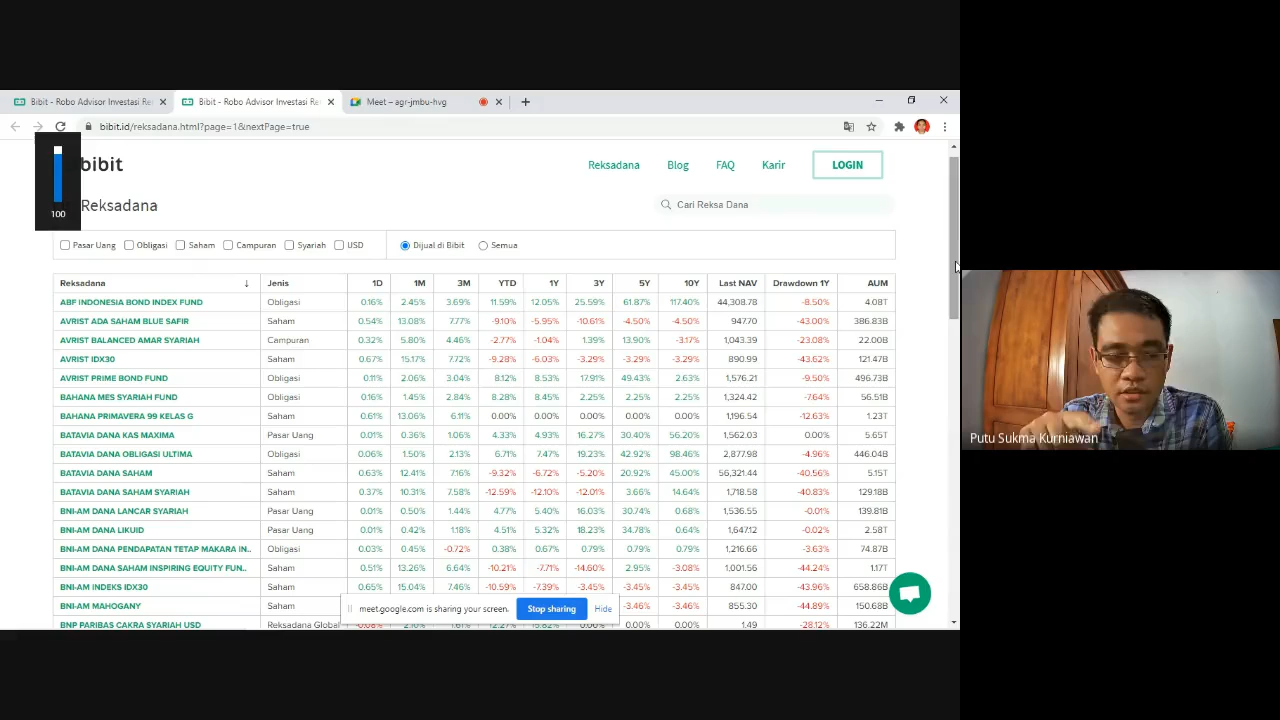 Bibit - Robo Advisor Investasi Re
Bibit - Robo Advisor Investasi Re
Meet – agr-jmbu-hvg
bibit.id/reksadana.html?page=1&nextPage=true
bibit
Reksadana
Blog
FAQ
Karir
LOGIN
100
Reksadana
Cari Reksa Dana
Pasar Uang Obligasi Saham Campuran Syariah USD Dijual di Bibit Semua
Reksadana ↓ Jenis 1D 1M 3M YTD 1Y 3Y 5Y 10Y Last NAV Drawdown 1Y AUM
ABF INDONESIA BOND INDEX FUND Obligasi 0.16% 2.45% 3.69% 11.59% 12.05% 25.59% 61.87% 117.40% 44,308.78 -8.50% 4.08T
AVRIST ADA SAHAM BLUE SAFIR Saham 0.54% 13.08% 7.77% -9.10% -5.95% -10.61% -4.50% -4.50% 947.70 -43.00% 386.83B
AVRIST BALANCED AMAR SYARIAH Campuran 0.32% 5.80% 4.46% -2.77% -1.04% 1.39% 13.90% -3.17% 1,043.39 -23.08% 22.00B
AVRIST IDX30 Saham 0.67% 15.17% 7.72% -9.28% -6.03% -3.29% -3.29% -3.29% 890.99 -43.62% 121.47B
AVRIST PRIME BOND FUND Obligasi 0.11% 2.06% 3.04% 8.12% 8.53% 17.91% 49.43% 2.63% 1,576.21 -9.50% 496.73B
BAHANA MES SYARIAH FUND Obligasi 0.16% 1.45% 2.84% 8.28% 8.45% 2.25% 2.25% 2.25% 1,324.42 -7.64% 56.51B
BAHANA PRIMAVERA 99 KELAS G Saham 0.61% 13.06% 6.11% 0.00% 0.00% 0.00% 0.00% 0.00% 1,196.54 -12.63% 1.23T
BATAVIA DANA KAS MAXIMA Pasar Uang 0.01% 0.36% 1.06% 4.33% 4.93% 16.27% 30.40% 56.20% 1,562.03 0.00% 5.65T
BATAVIA DANA OBLIGASI ULTIMA Obligasi 0.06% 1.50% 2.13% 6.71% 7.47% 19.23% 42.92% 98.46% 2,877.98 -4.96% 446.04B
BATAVIA DANA SAHAM Saham 0.63% 12.41% 7.16% -9.32% -6.72% -5.20% 20.92% 45.00% 56,321.44 -40.56% 5.15T
BATAVIA DANA SAHAM SYARIAH Saham 0.37% 10.31% 7.58% -12.59% -12.10% -12.01% 3.66% 14.64% 1,718.58 -40.83% 129.18B
BNI-AM DANA LANCAR SYARIAH Pasar Uang 0.01% 0.50% 1.44% 4.77% 5.40% 16.03% 30.74% 0.68% 1,536.55 -0.01% 139.81B
BNI-AM DANA LIKUID Pasar Uang 0.01% 0.42% 1.18% 4.51% 5.32% 18.23% 34.78% 0.64% 1,647.12 -0.02% 2.58T
BNI-AM DANA PENDAPATAN TETAP MAKARA IN.. Obligasi 0.03% 0.45% -0.72% 0.38% 0.67% 0.79% 0.79% 0.79% 1,216.66 -3.63% 74.87B
BNI-AM DANA SAHAM INSPIRING EQUITY FUN.. Saham 0.51% 13.26% 6.64% -10.21% -7.71% -14.60% 2.95% -3.08% 1,001.56 -44.24% 1.17T
BNI-AM INDEKS IDX30 Saham 0.65% 15.04% 7.46% -10.59% -7.39% -3.45% -3.45% -3.45% 847.00 -43.96% 658.86B
BNI-AM MAHOGANY Saham -3.46% -3.46% 855.30 -44.89% 150.68B
BNP PARIBAS CAKRA SYARIAH USD Reksadana Global 0.00% 0.00% 1.49 -28.12% 136.22M
meet.google.com is sharing your screen.
Stop sharing
Hide
Putu Sukma Kurniawan